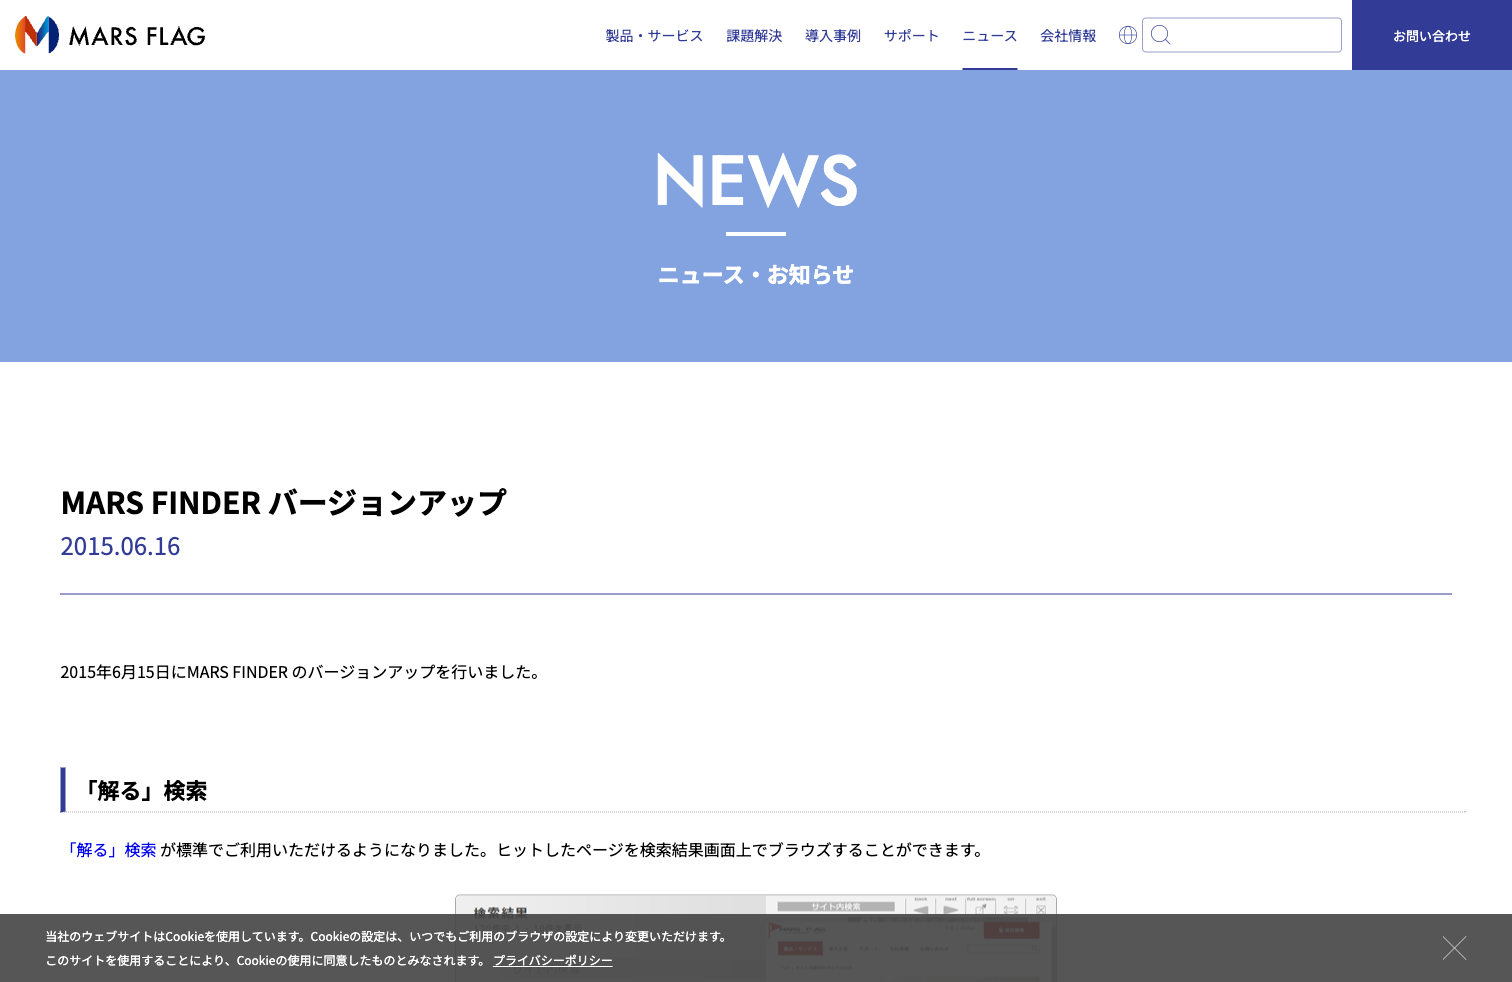 MARS FLAG
製品・サービス 課題解決 導入事例 サポート ニュース 会社情報 お問い合わせ
NEWS
ニュース・お知らせ
MARS FINDER バージョンアップ
2015.06.16
2015年6月15日にMARS FINDER のバージョンアップを行いました。
「解る」検索
「解る」検索 が標準でご利用いただけるようになりました。ヒットしたページを検索結果画面上でブラウズすることができます。
検索結果 サイト内検索 back next full screen on exit
当社のウェブサイトはCookieを使用しています。Cookieの設定は、いつでもご利用のブラウザの設定により変更いただけます。
このサイトを使用することにより、Cookieの使用に同意したものとみなされます。 プライバシーポリシー